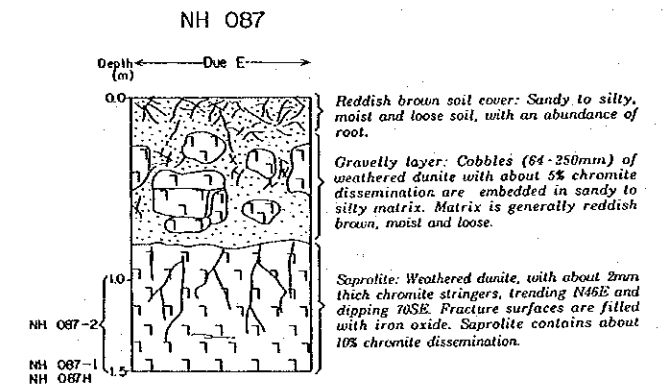 NH 087
Depth
(m)
Due E
0.0
Reddish brown soil cover: Sandy to silty,
moist and loose soil, with an abundance of
root.
Gravelly layer: Cobbles (64-250mm) of
weathered dunite with about 5% chromite
dissemination are embedded in sandy to
silty matrix. Matrix is generally reddish
brown, moist and loose.
1.0
Saprolite: Weathered dunite, with about 2mm
thick chromite stringers, trending N46E and
dipping 70SE. Fracture surfaces are filled
with iron oxide. Saprolite contains about
10% chromite dissemination.
NH 087-2
NH 087-1
1.5
NH 087H